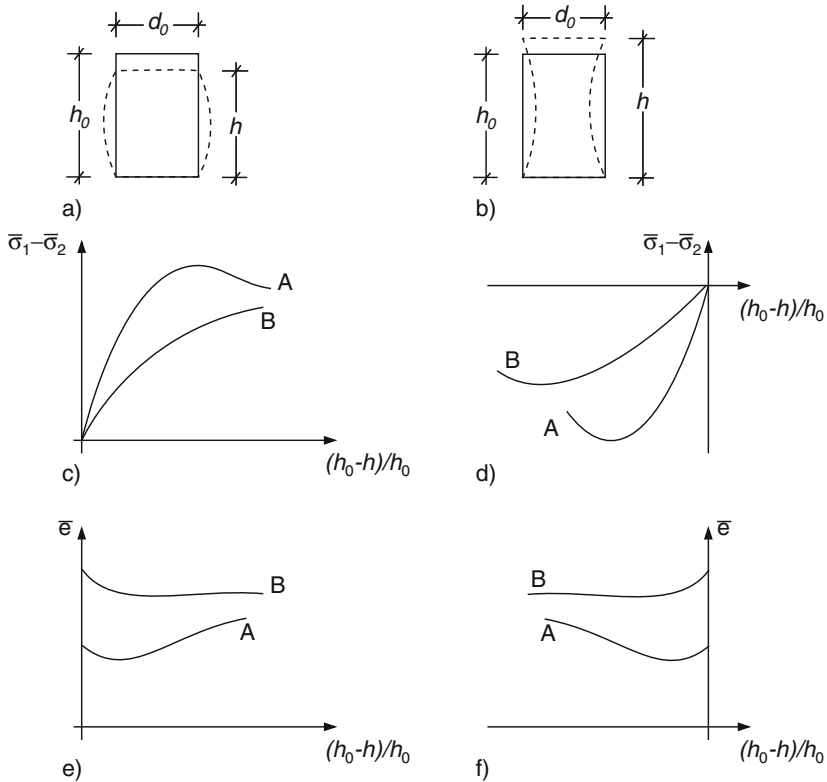 d₀
d₀
h₀
h
h₀
h
a)
b)
σ̅₁–σ̅₂
A
B
(h₀-h)/h₀
c)
σ̅₁–σ̅₂
(h₀-h)/h₀
B
A
d)
e̅
B
A
(h₀-h)/h₀
e)
e̅
B
A
(h₀-h)/h₀
f)